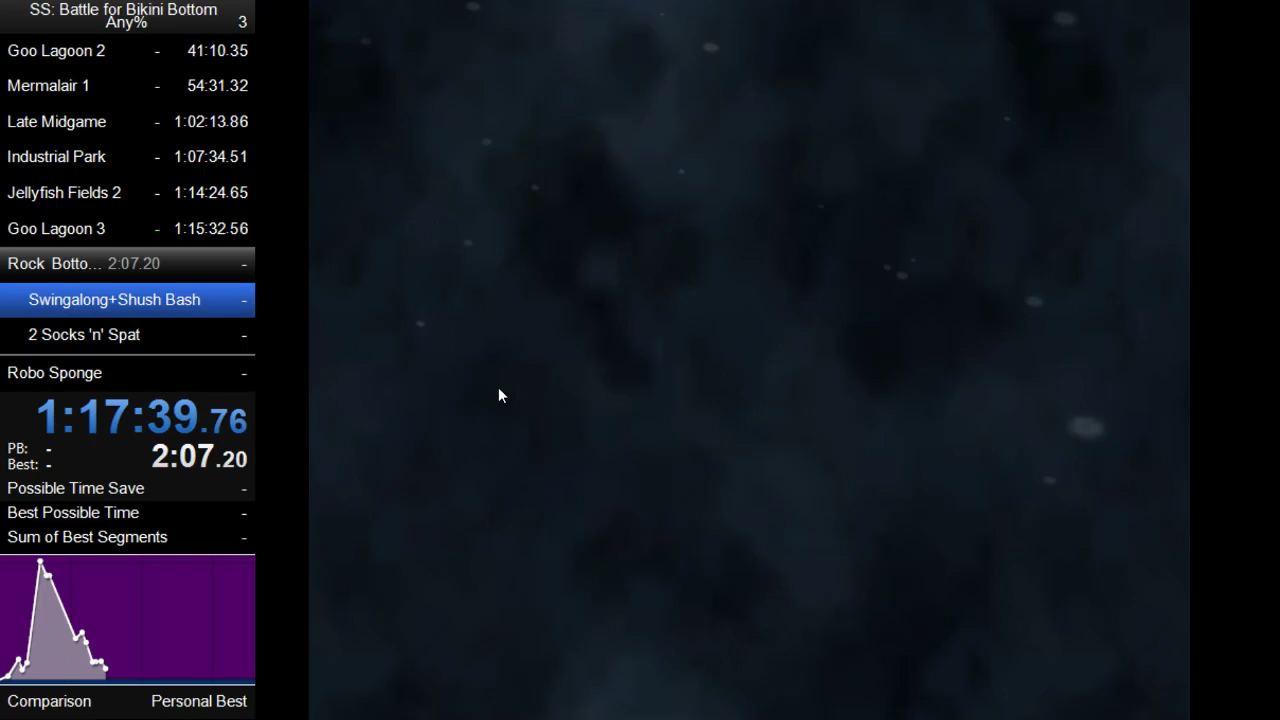 SS: Battle for Bikini Bottom
Any% 3
Goo Lagoon 2 - 41:10.35
Mermalair 1 - 54:31.32
Late Midgame - 1:02:13.86
Industrial Park - 1:07:34.51
Jellyfish Fields 2 - 1:14:24.65
Goo Lagoon 3 - 1:15:32.56
Rock Botto... 2:07.20 -
Swingalong+Shush Bash -
2 Socks 'n' Spat -
Robo Sponge -
1:17:39.76
PB: -
Best: - 2:07.20
Possible Time Save -
Best Possible Time -
Sum of Best Segments -
Comparison Personal Best